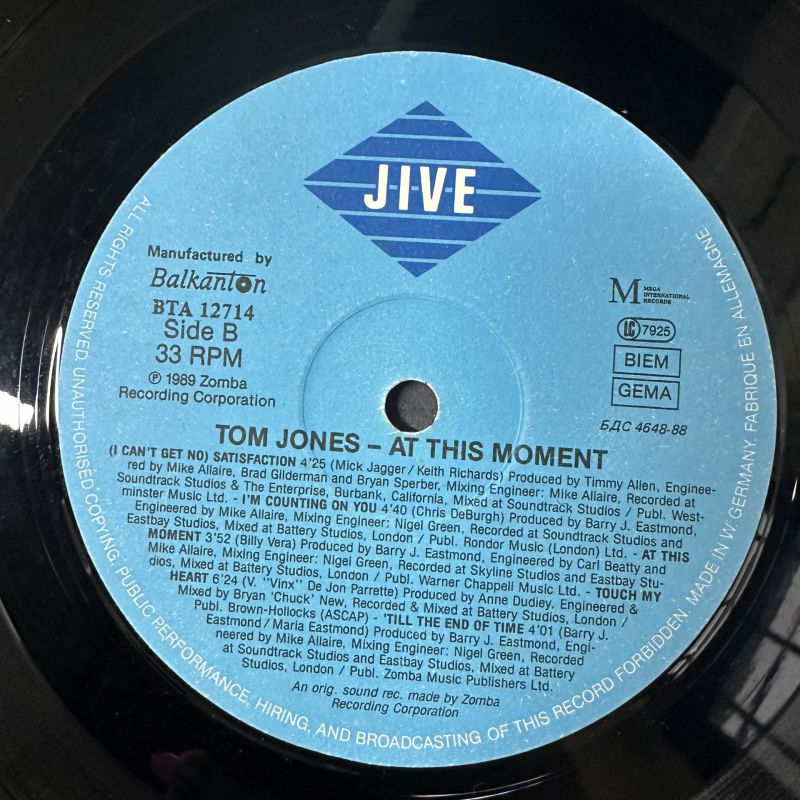 JIVE
Manufactured by
Balkanton
BTA 12714
Side B
33 RPM
℗ 1989 Zomba
Recording Corporation
M MEGA
INTERNATIONAL
RECORDS
LC 7925
BIEM
GEMA
БДС 4648-88
TOM JONES – AT THIS MOMENT
(I CAN'T GET NO) SATISFACTION 4'25 (Mick Jagger / Keith Richards) Produced by Timmy Allen, Enginee-
red by Mike Allaire, Brad Gilderman and Bryan Sperber, Mixing Engineer: Mike Allaire, Recorded at
Soundtrack Studios & The Enterprise, Burbank, California, Mixed at Soundtrack Studios / Publ. West-
minster Music Ltd. - I'M COUNTING ON YOU 4'40 (Chris DeBurgh) Produced by Barry J. Eastmond,
Engineered by Mike Allaire, Mixing Engineer: Nigel Green, Recorded at Soundtrack Studios and
Eastbay Studios, Mixed at Battery Studios, London / Publ. Rondor Music (London) Ltd. - AT THIS
MOMENT 3'52 (Billy Vera) Produced by Barry J. Eastmond, Engineered by Carl Beatty and
Mike Allaire, Mixing Engineer: Nigel Green, Recorded at Skyline Studios and Eastbay Stu-
dios, Mixed at Battery Studios, London / Publ. Warner Chappell Music Ltd. - TOUCH MY
HEART 6'24 (V. "Vinx" De Jon Parrette) Produced by Anne Dudiey, Engineered &
Mixed by Bryan 'Chuck' New, Recorded & Mixed at Battery Studios, London /
Publ. Brown-Hollocks (ASCAP) - 'TILL THE END OF TIME 4'01 (Barry J.
Eastmond / Maria Eastmond) Produced by Barry J. Eastmond, Engi-
neered by Mike Allaire, Mixing Engineer: Nigel Green, Recorded
at Soundtrack Studios and Eastbay Studios, Mixed at Battery
Studios, London / Publ. Zomba Music Publishers Ltd.
An orig. sound rec. made by Zomba
Recording Corporation
ALL RIGHTS RESERVED. UNAUTHORISED COPYING, PUBLIC PERFORMANCE, HIRING, AND BROADCASTING OF THIS RECORD FORBIDDEN. MADE IN W. GERMANY. FABRIQUE EN ALLEMAGNE